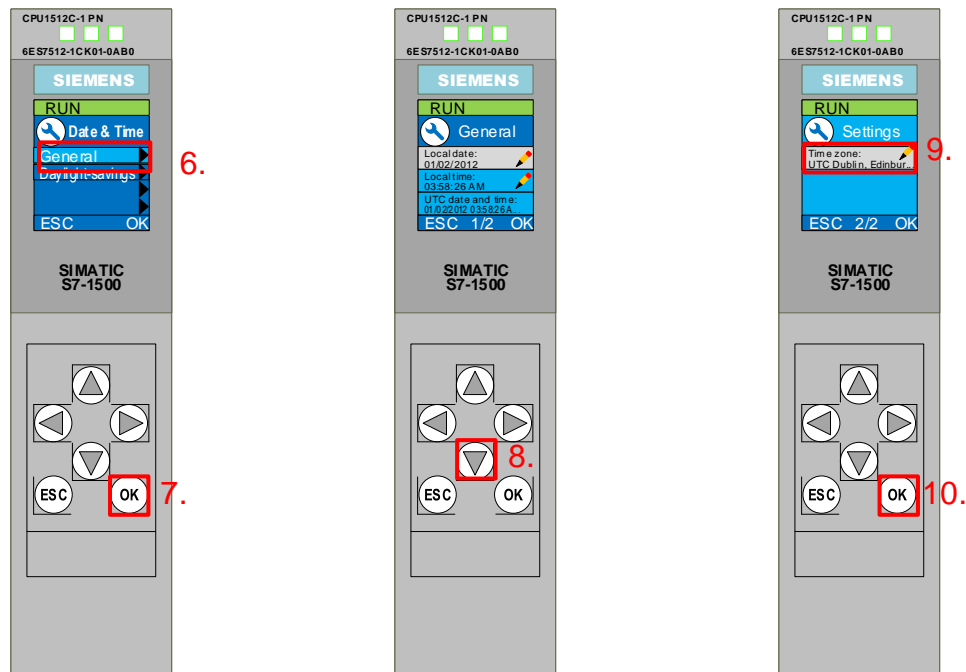 CPU1512C-1 PN
6ES7512-1CK01-0AB0
SIEMENS
RUN
Date & Time
General
Daylight-savings
ESC OK
6.
SIMATIC
S7-1500
ESC OK
7.
CPU1512C-1 PN
6ES7512-1CK01-0AB0
SIEMENS
RUN
General
Local date:
01/02/2012
Local time:
03:58:26 AM
UTC date and time:
01/02/2012 03:58:26 A...
ESC 1/2 OK
SIMATIC
S7-1500
8.
ESC OK
CPU1512C-1 PN
6ES7512-1CK01-0AB0
SIEMENS
RUN
Settings
Time zone:
UTC Dublin, Edinbur...
9.
ESC 2/2 OK
SIMATIC
S7-1500
ESC OK
10.